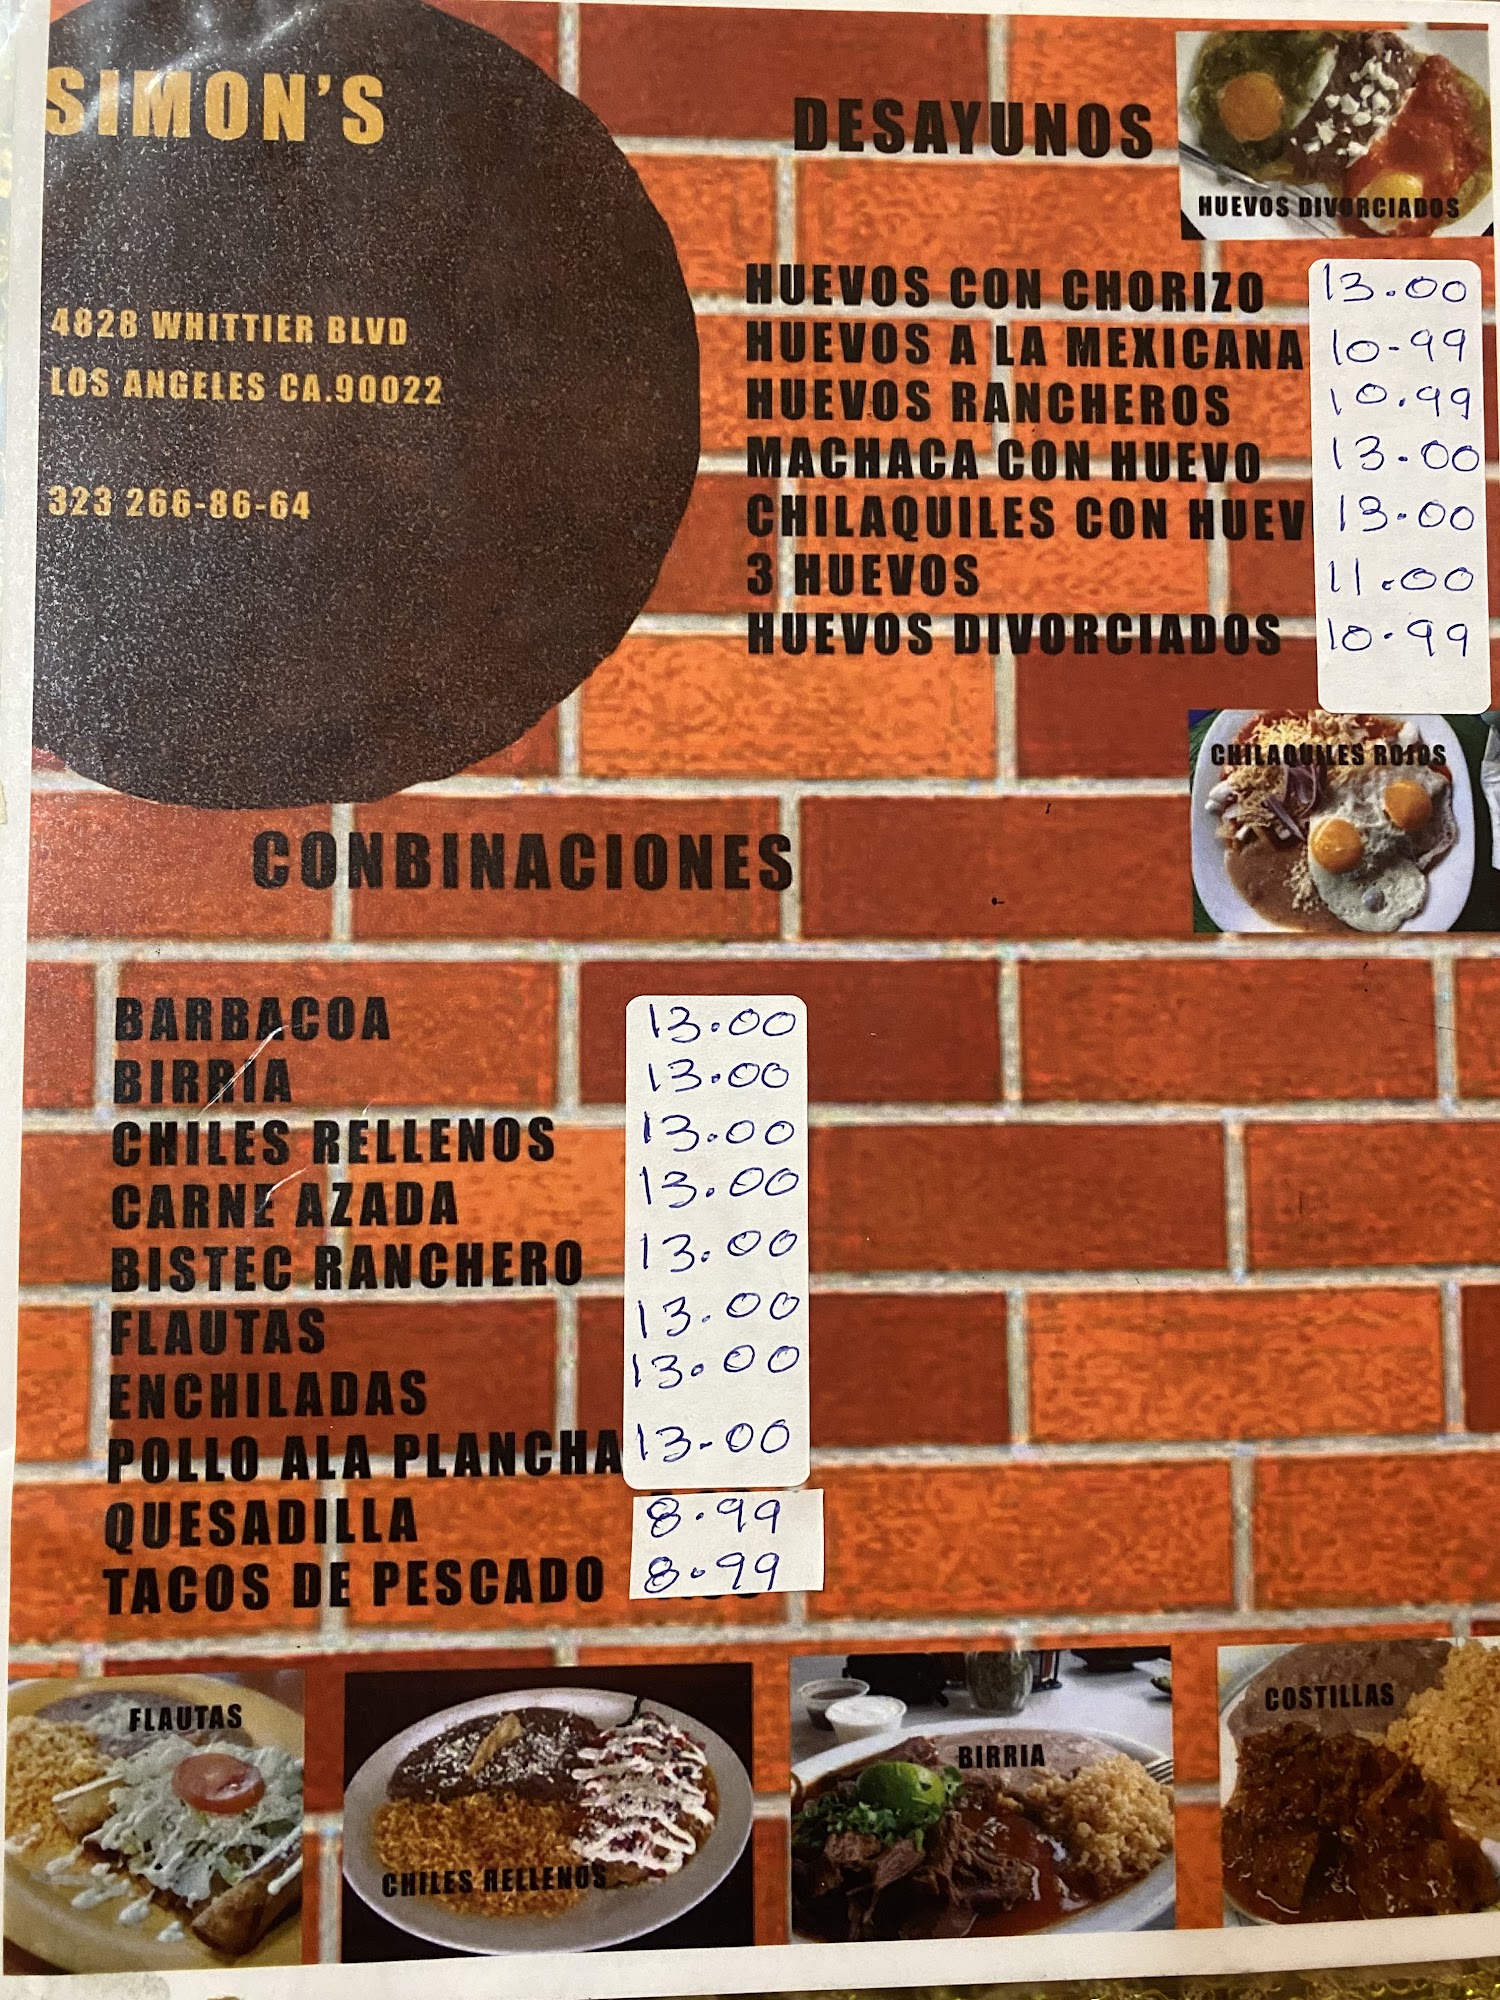 SIMON'S
4828 WHITTIER BLVD
LOS ANGELES CA.90022
323 266-86-64
DESAYUNOS
HUEVOS DIVORCIADOS
HUEVOS CON CHORIZO 13.00
HUEVOS A LA MEXICANA 10-99
HUEVOS RANCHEROS 10.99
MACHACA CON HUEVO 13-00
CHILAQUILES CON HUEV 13-00
3 HUEVOS 11.00
HUEVOS DIVORCIADOS 10-99
CHILAQUILES ROJOS
CONBINACIONES
BARBACOA 13.00
BIRRIA 13.00
CHILES RELLENOS 13.00
CARNE AZADA 13.00
BISTEC RANCHERO 13.00
FLAUTAS 13.00
ENCHILADAS 13.00
POLLO ALA PLANCHA 13-00
QUESADILLA 8.99
TACOS DE PESCADO 8.99
FLAUTAS
CHILES RELLENOS
BIRRIA
COSTILLAS